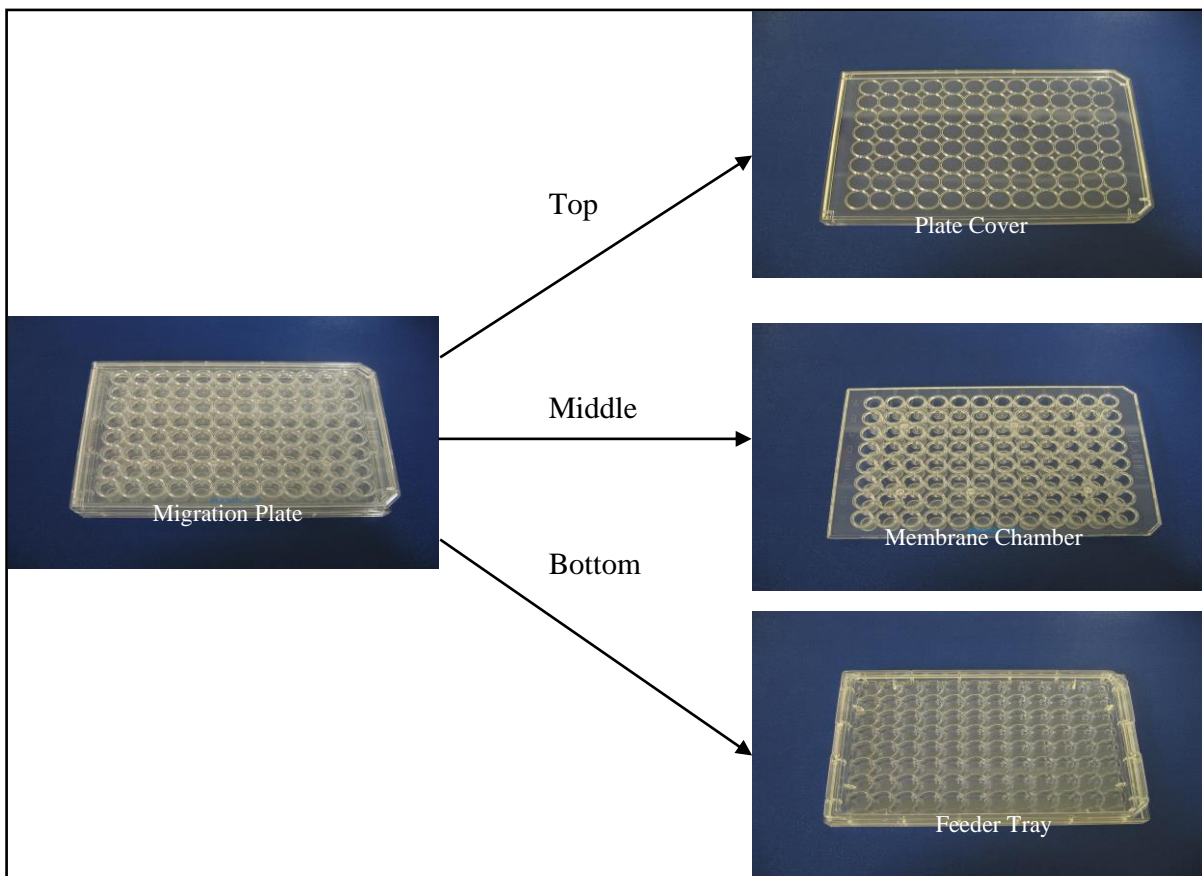 Top
Plate Cover
Migration Plate
Middle
Membrane Chamber
Bottom
Feeder Tray